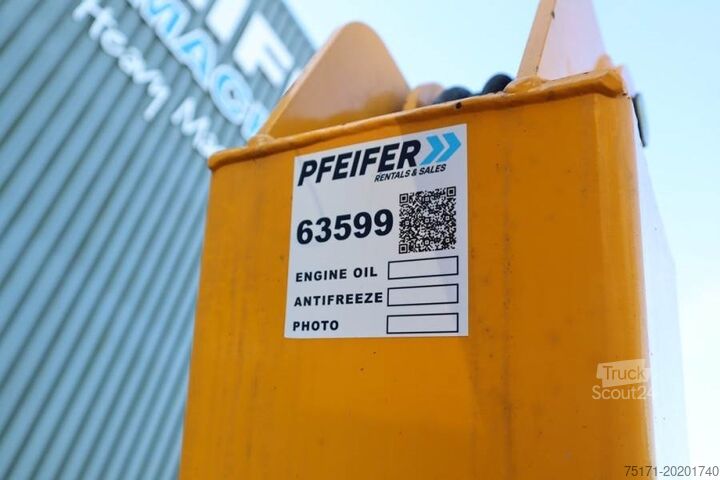 Heavy
PFEIFER
RENTALS & SALES
63599
ENGINE OIL
ANTIFREEZE
PHOTO
Truck
Scout24
75171-20201740